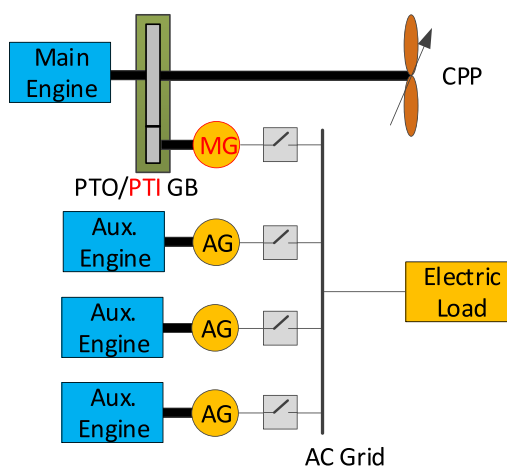 Main
Engine
CPP
MG
PTO/PTI GB
Aux.
Engine
AG
Electric
Load
Aux.
Engine
AG
Aux.
Engine
AG
AC Grid